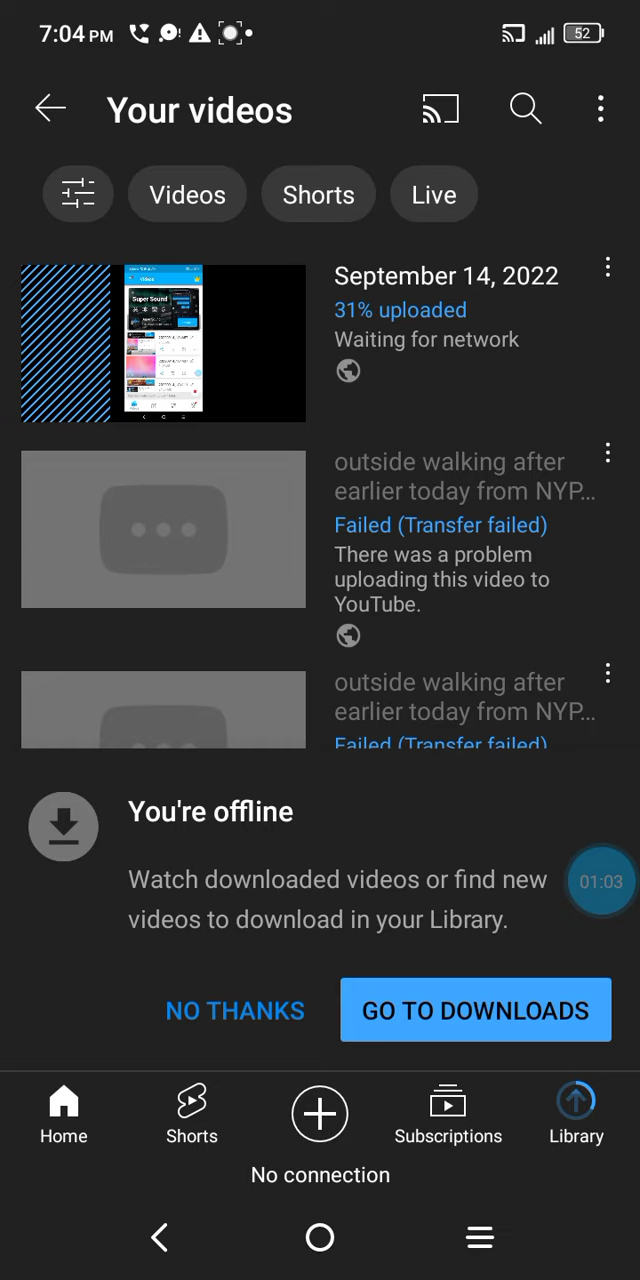 7:04 PM
52
Your videos
Videos
Shorts
Live
September 14, 2022
31% uploaded
Waiting for network
Videos
Super Sound
outside walking after
earlier today from NYP...
Failed (Transfer failed)
There was a problem
uploading this video to
YouTube.
outside walking after
earlier today from NYP...
Failed (Transfer failed)
You're offline
Watch downloaded videos or find new
videos to download in your Library.
01:03
NO THANKS
GO TO DOWNLOADS
Home
Shorts
Subscriptions
Library
No connection